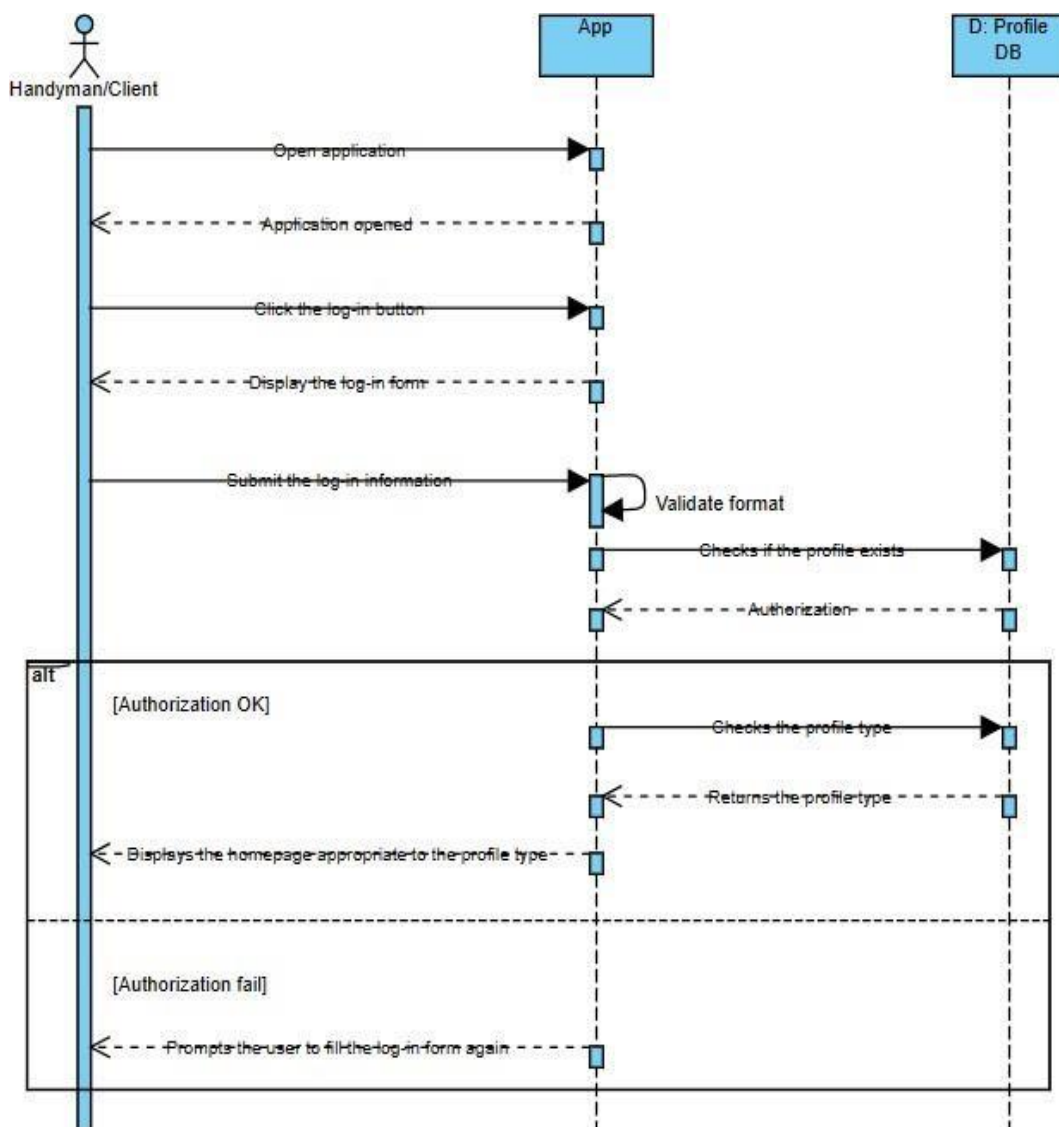 App
D: Profile
DB
Handyman/Client
Open application
Application opened
Click the log-in button
Display the log-in form
Submit the log-in information
Validate format
Checks if the profile exists
Authorization
alt
[Authorization OK]
Checks the profile type
Returns the profile type
Displays the homepage appropriate to the profile type
[Authorization fail]
Prompts the user to fill the log-in form again